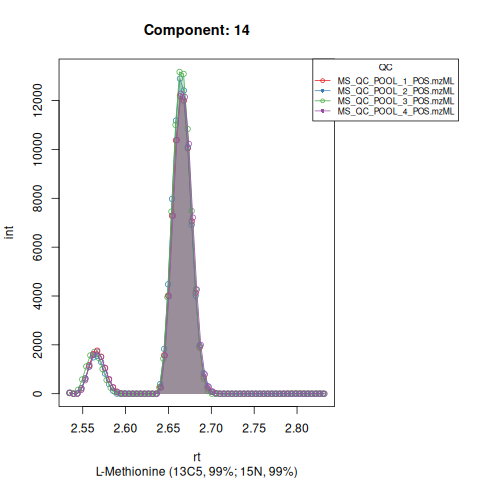 Component: 14
QC
MS_QC_POOL_1_POS.mzML
MS_QC_POOL_2_POS.mzML
MS_QC_POOL_3_POS.mzML
MS_QC_POOL_4_POS.mzML
int
12000
10000
8000
6000
4000
2000
0
2.55 2.60 2.65 2.70 2.75 2.80
rt
L-Methionine (13C5, 99%; 15N, 99%)